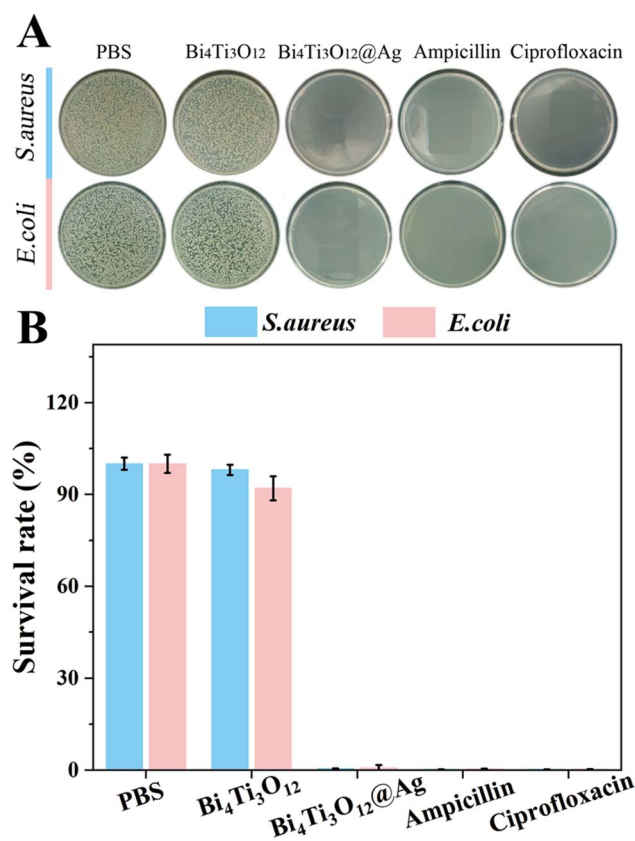 A
PBS Bi4Ti3O12 Bi4Ti3O12@Ag Ampicillin Ciprofloxacin
S.aureus
E.coli
B
S.aureus E.coli
Survival rate (%)
120
90
60
30
0
PBS Bi₄Ti₃O₁₂ Bi₄Ti₃O₁₂@Ag Ampicillin Ciprofloxacin